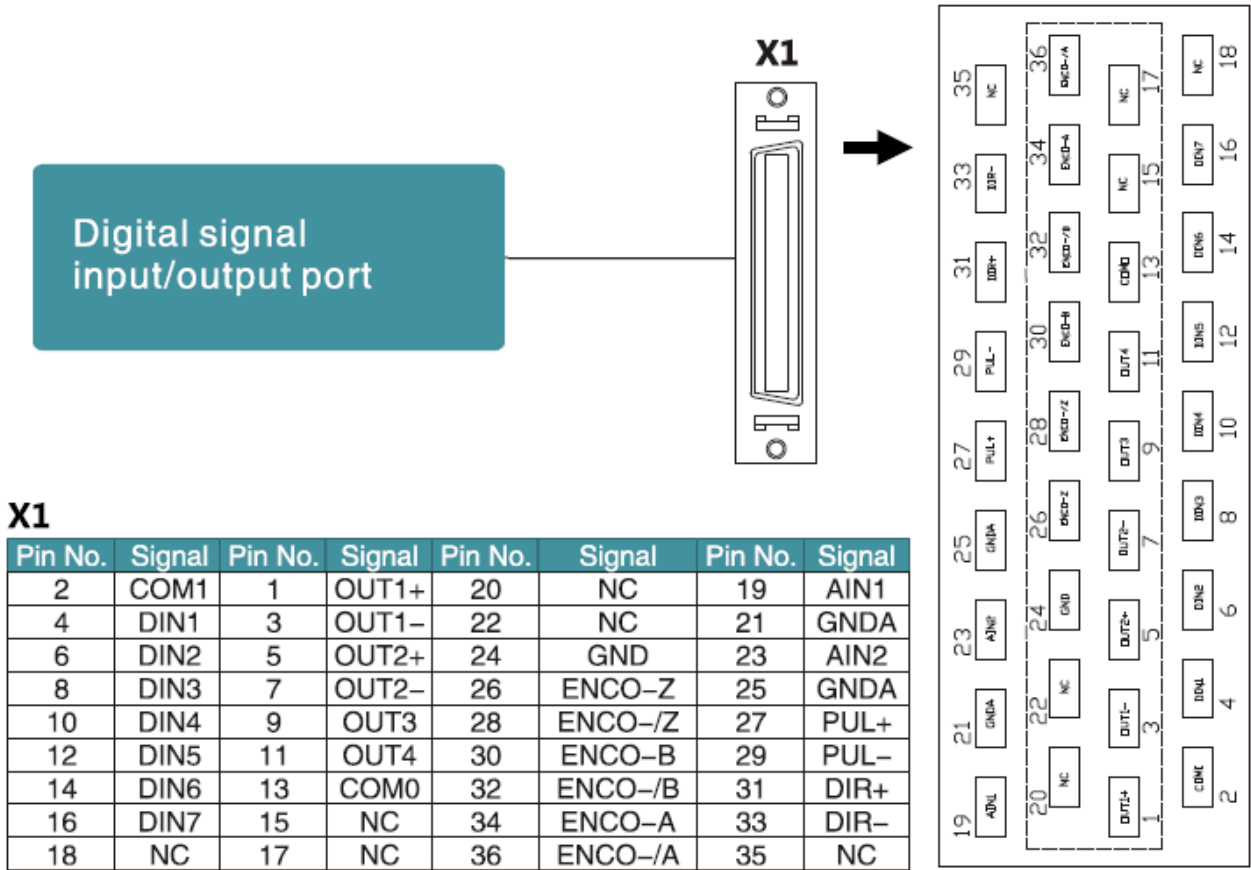 X1
Digital signal
input/output port
X1
Pin No. Signal Pin No. Signal Pin No. Signal Pin No. Signal
2 COM1 1 OUT1+ 20 NC 19 AIN1
4 DIN1 3 OUT1− 22 NC 21 GNDA
6 DIN2 5 OUT2+ 24 GND 23 AIN2
8 DIN3 7 OUT2− 26 ENCO−Z 25 GNDA
10 DIN4 9 OUT3 28 ENCO−/Z 27 PUL+
12 DIN5 11 OUT4 30 ENCO−B 29 PUL−
14 DIN6 13 COM0 32 ENCO−/B 31 DIR+
16 DIN7 15 NC 34 ENCO−A 33 DIR−
18 NC 17 NC 36 ENCO−/A 35 NC
35 NC
33 DIR-
31 DIR+
29 PUL-
27 PUL+
25 GNDA
23 AIN2
21 GNDA
19 AIN1
36 ENCO-/A
34 ENCO-A
32 ENCO-/B
30 ENCO-B
28 ENCO-/Z
26 ENCO-Z
24 GND
22 NC
20 NC
NC 17
NC 15
COMO 13
OUT4 11
OUT3 9
OUT2- 7
OUT2+ 5
OUT1- 3
OUT1+ 1
NC 18
DIN7 16
DIN6 14
DIN5 12
DIN4 10
DIN3 8
DIN2 6
DIN1 4
2